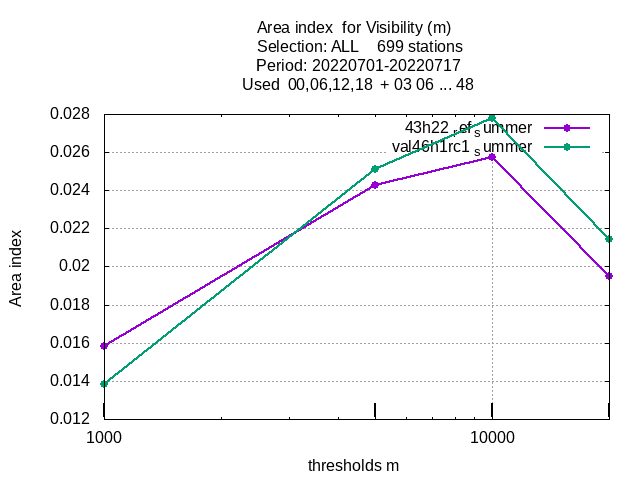 Area index  for Visibility (m)
Selection: ALL    699 stations
Period: 20220701-20220717
Used  00,06,12,18  + 03 06 ... 48
0.028
43h22_ref_summer
0.026
val46h1rc1_summer
0.024
0.022
0.02
0.018
0.016
0.014
0.012
Area index
1000
10000
thresholds m